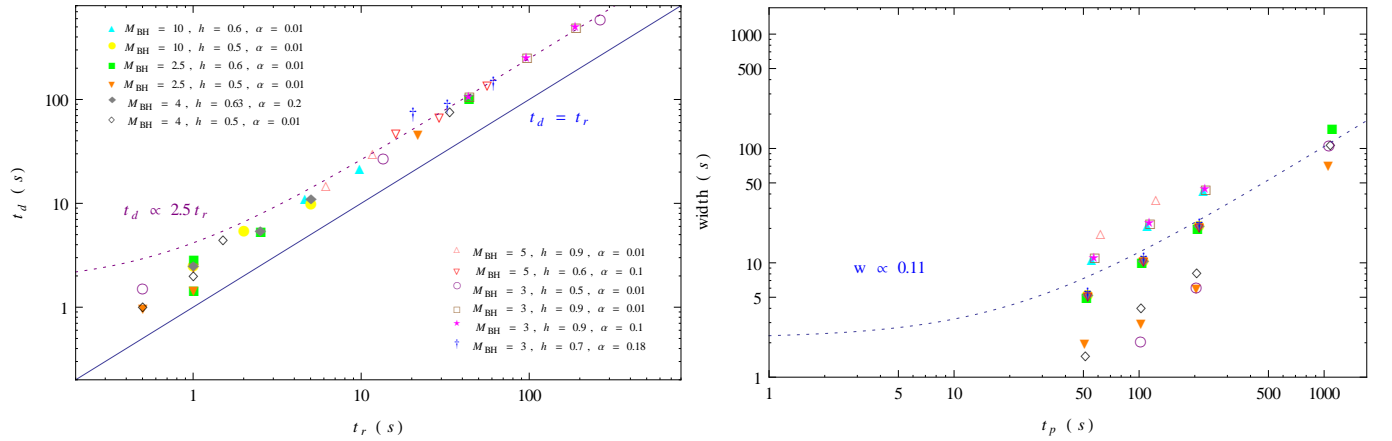 M_BH = 10 , h = 0.6 , α = 0.01
M_BH = 10 , h = 0.5 , α = 0.01
M_BH = 2.5 , h = 0.6 , α = 0.01
M_BH = 2.5 , h = 0.5 , α = 0.01
M_BH = 4 , h = 0.63 , α = 0.2
M_BH = 4 , h = 0.5 , α = 0.01
t_d = t_r
t_d ∝ 2.5 t_r
M_BH = 5 , h = 0.9 , α = 0.01
M_BH = 5 , h = 0.6 , α = 0.1
M_BH = 3 , h = 0.5 , α = 0.01
M_BH = 3 , h = 0.9 , α = 0.01
M_BH = 3 , h = 0.9 , α = 0.1
M_BH = 3 , h = 0.7 , α = 0.18
100
10
1
t_d ( s )
1
10
100
t_r ( s )
1000
500
100
50
10
5
1
width ( s )
w ∝ 0.11
1
5
10
50
100
500
1000
t_p ( s )